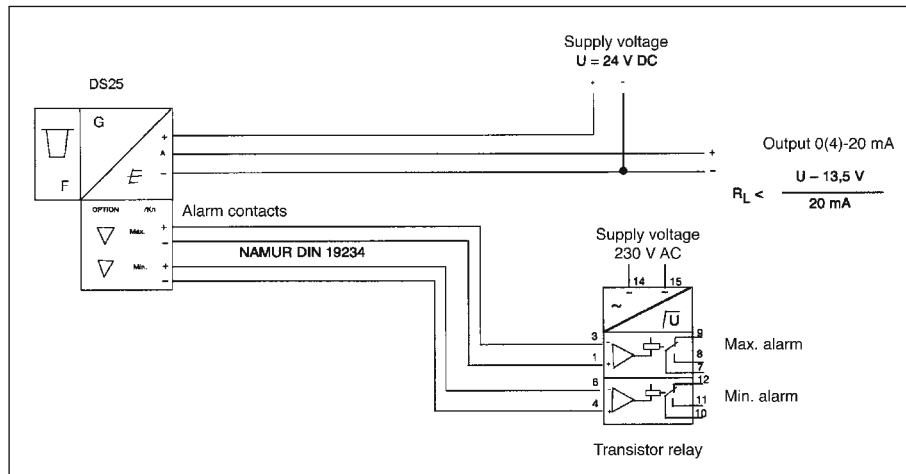 Supply voltage
U = 24 V DC
+ -
DS25
G
F
E
+
A
-
+
-
Output 0(4)-20 mA
R_L < U – 13,5 V
20 mA
OPTION /Kn
Alarm contacts
Max. +
-
Min. +
-
NAMUR DIN 19234
Supply voltage
230 V AC
14 15
~ ~
~
U
3 - 9
8
1 + 7
Max. alarm
6 - 12
11
4 + 10
Min. alarm
Transistor relay